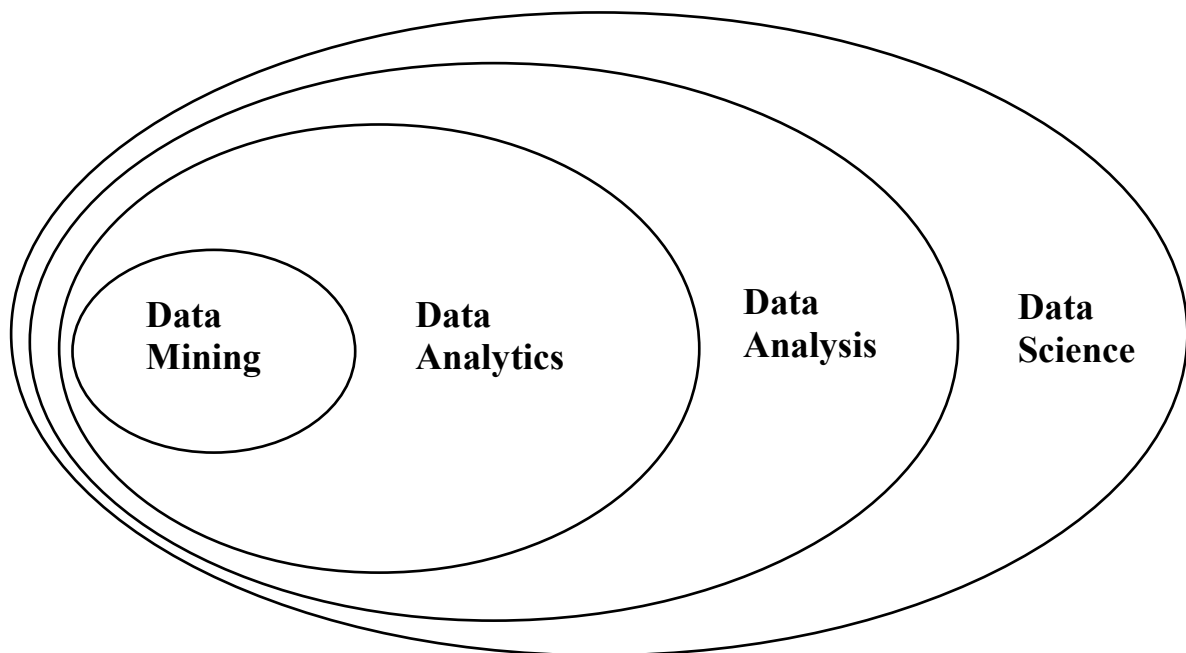 Data
Mining
Data
Analytics
Data
Analysis
Data
Science